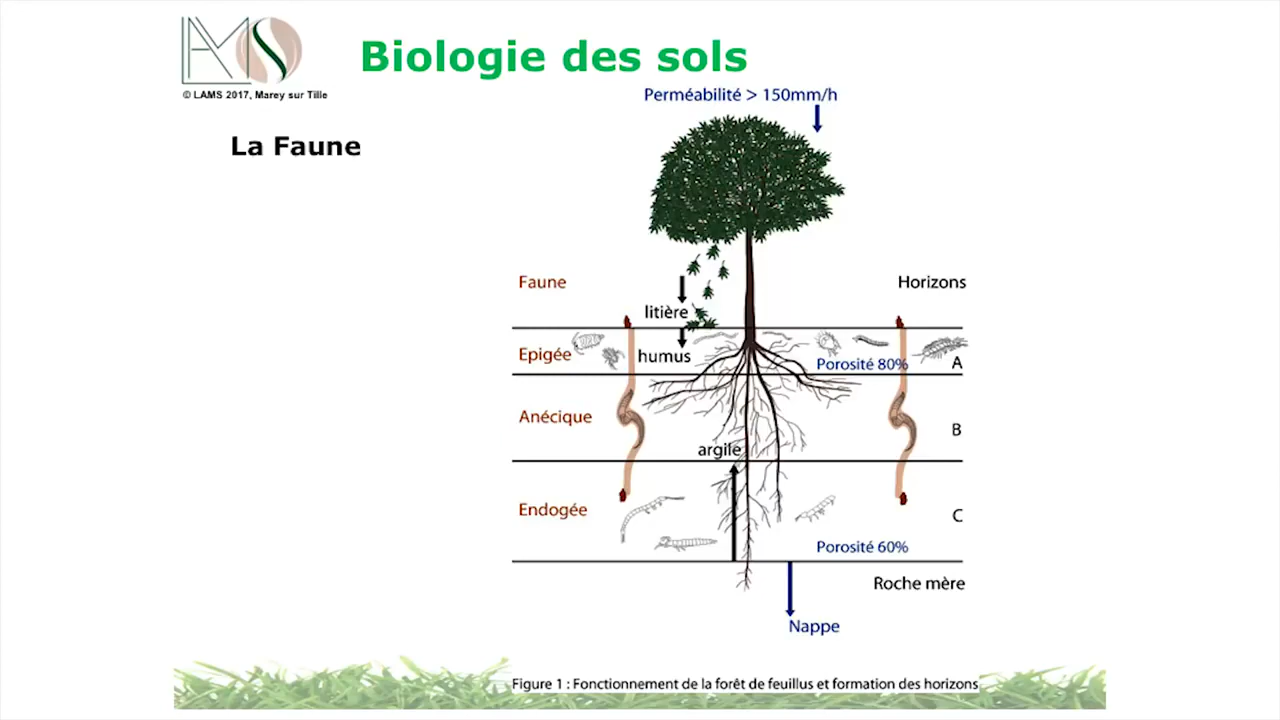 LAMS
Biologie des sols
© LAMS 2017, Marey sur Tille
Perméabilité > 150mm/h
La Faune
Faune
Horizons
litière
Epigée
humus
Porosité 80%
A
Anécique
B
argile
Endogée
C
Porosité 60%
Roche mère
Nappe
Figure 1 : Fonctionnement de la forêt de feuillus et formation des horizons